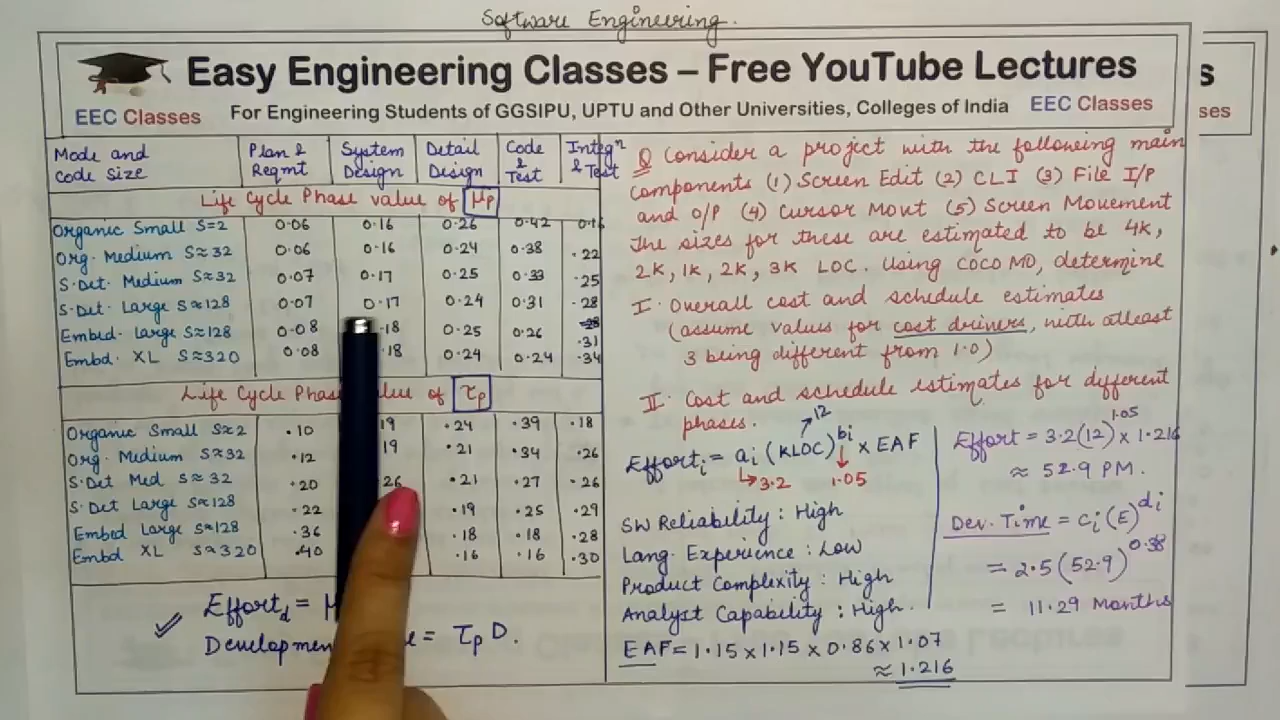 Software Engineering.
Easy Engineering Classes – Free YouTube Lectures
EEC Classes
For Engineering Students of GGSIPU, UPTU and Other Universities, Colleges of India
EEC Classes
s
ses
Mode and code size | Plan & Reqmt | System Design | Detail Design | Code & Test | Integrⁿ & Test
Life Cycle Phase value of μp
Organic Small S=2 0.06 0.16 0.26 0.42 0.16
Org. Medium S≈32 0.06 0.16 0.24 0.38 .22
S.Det. Medium S≈32 0.07 0.17 0.25 0.33 .25
S.Det. Large S≈128 0.07 0.17 0.24 0.31 .28
Embid. Large S≈128 0.08 .18 0.25 0.26 .31
Embd. XL S≈320 0.08 .18 0.24 0.24 .34
Life Cycle Phase value of τp
Organic Small S≈2 .10 19 .24 .39 .18
Org. Medium S≈32 .12 19 .21 .34 .26
S.Det Med S≈32 .20 26 .21 .27 .26
S.Det Large S≈128 .22 .19 .25 .29
Embed Large S≈128 .36 .18 .18 .28
Embd XL S≈320 .40 .16 .16 .30
Effortd =
= τp D.
Q Consider a project with the following main
components (1) Screen Edit (2) CLI (3) File I/P
and O/P (4) Cursor Movt (5) Screen Movement
The sizes for these are estimated to be 4k,
2k, 1k, 2k, 3k LOC. Using COCOMO, determine
I. Overall cost and schedule estimates
(assume values for cost drivers, with atleast
3 being different from 1.0)
II. Cost and schedule estimates for different
phases.
Effortᵢ = aᵢ (KLOC)^bᵢ × EAF
12
3.2 1.05
SW Reliability : High
Lang. Experience : Low
Product Complexity : High
Analyst Capability : High.
EAF = 1.15 × 1.15 × 0.86 × 1.07
≈ 1.216
Effort = 3.2(12)^1.05 × 1.216
≈ 52.9 PM.
Dev. Time = cᵢ (E)^dᵢ
= 2.5 (52.9)^0.38
= 11.29 Months